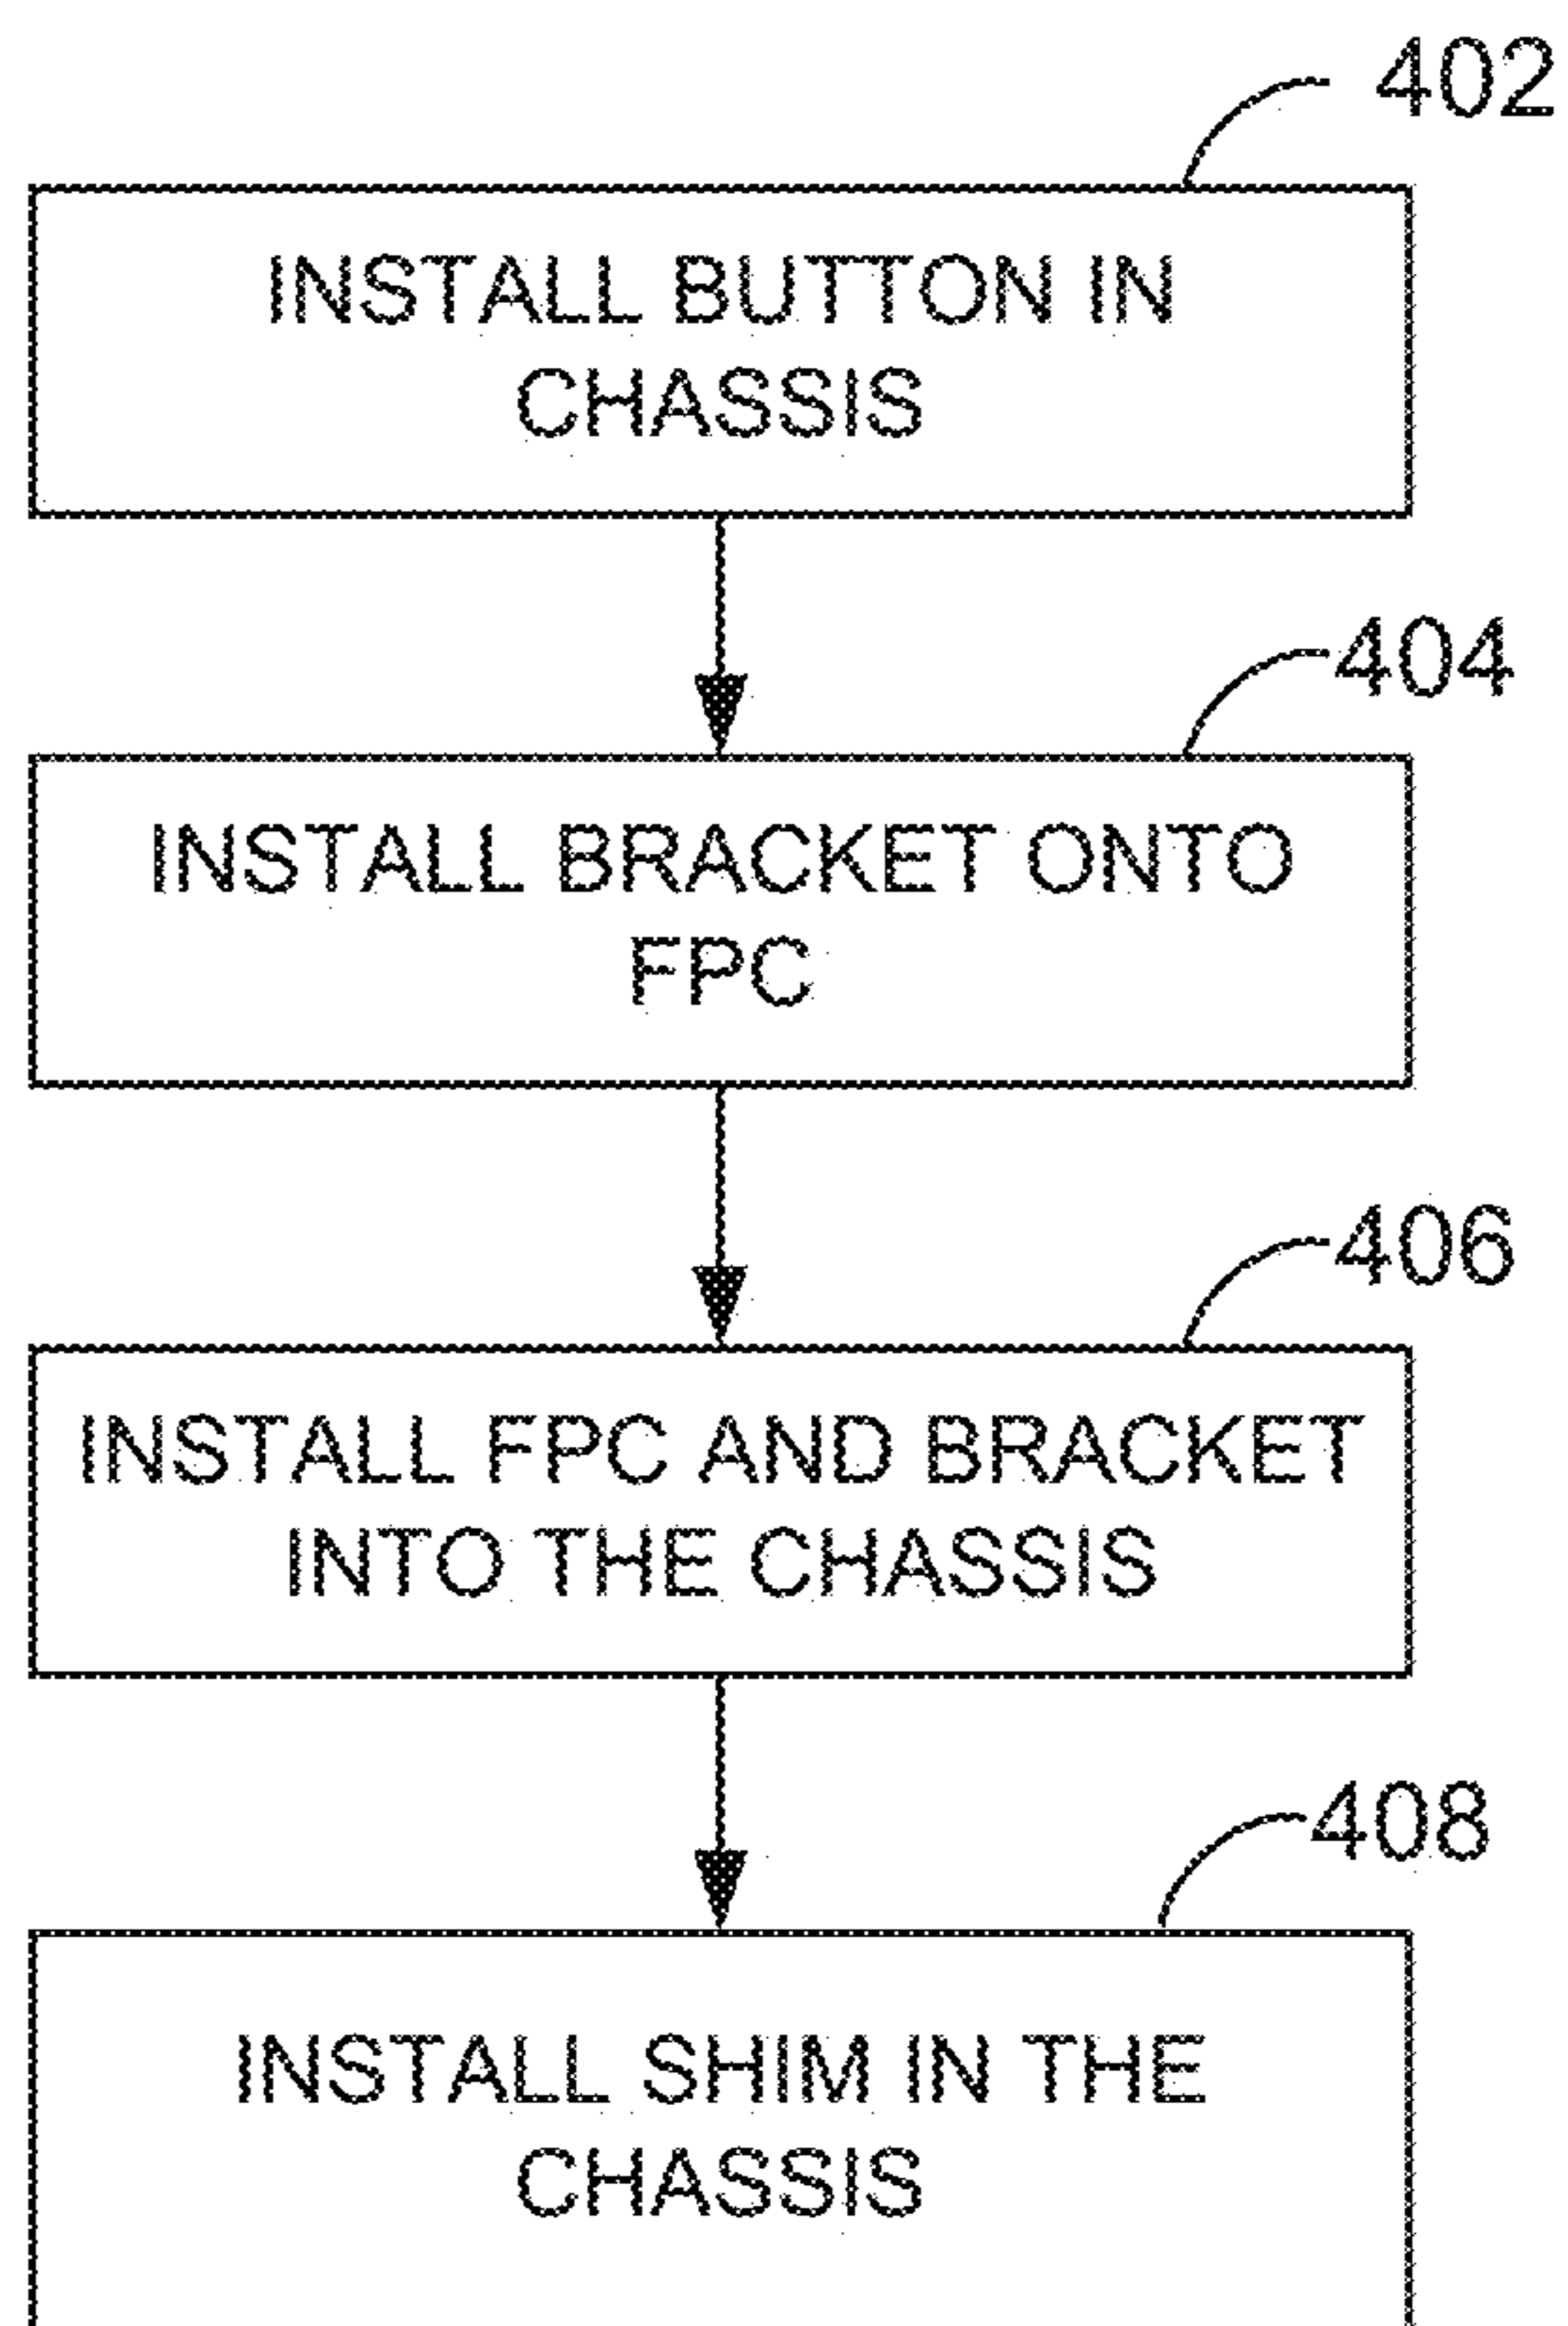 402
INSTALL BUTTON IN
CHASSIS
404
INSTALL BRACKET ONTO
FPC
406
INSTALL FPC AND BRACKET
INTO THE CHASSIS
408
INSTALL SHIM IN THE
CHASSIS